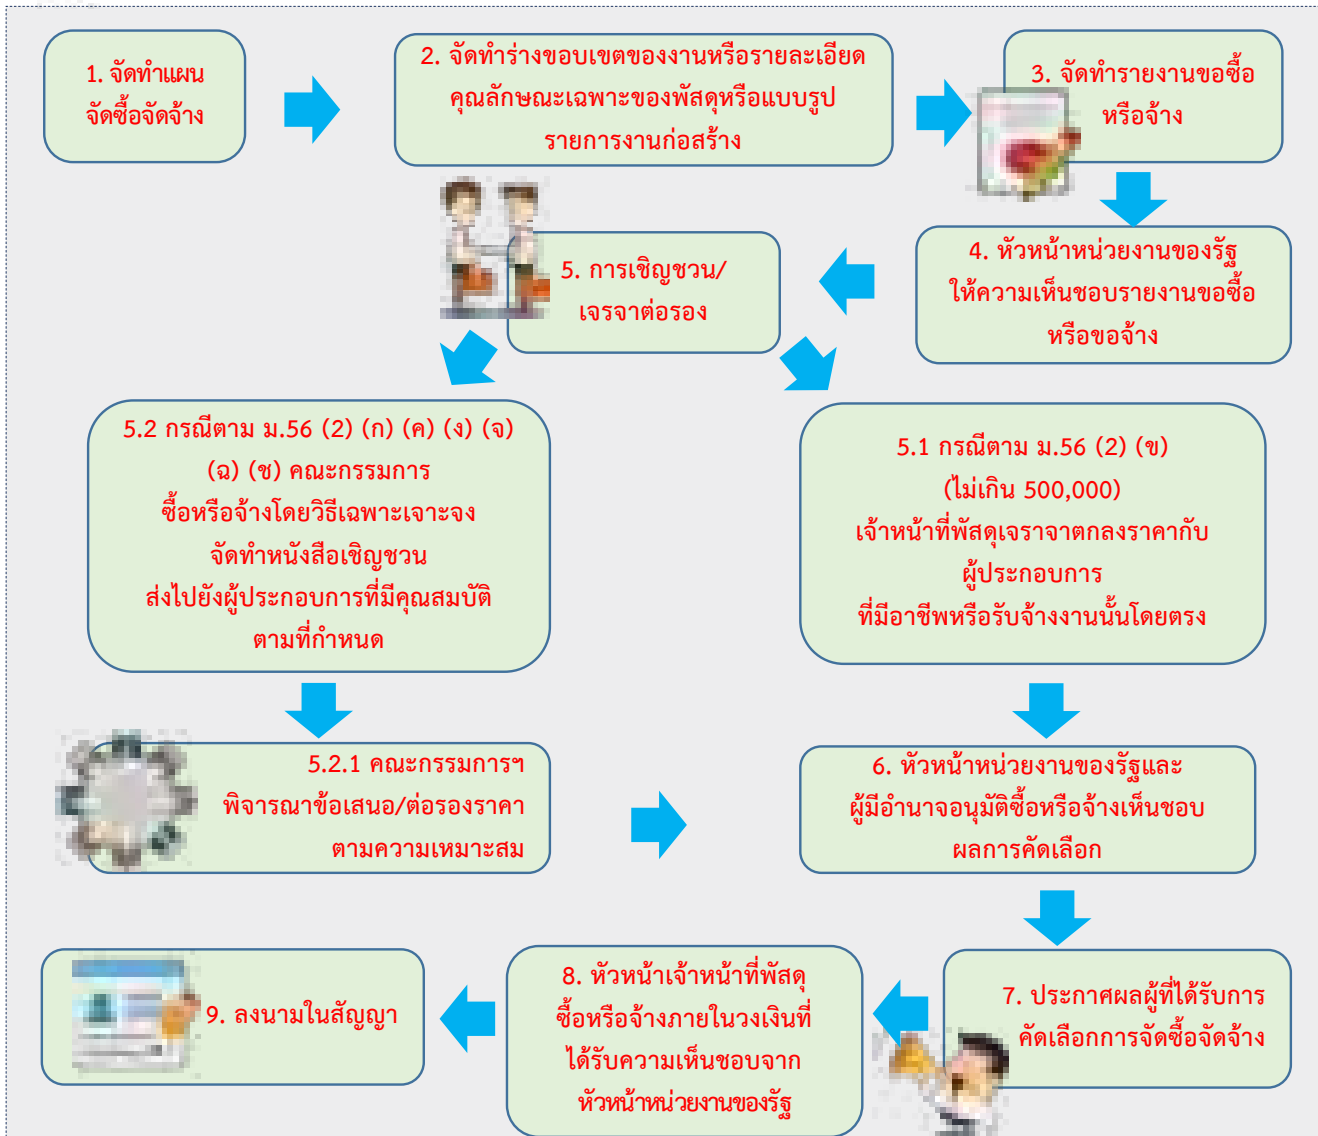 1. จัดทำแผน
จัดซื้อจัดจ้าง
2. จัดทำร่างขอบเขตของงานหรือรายละเอียด
คุณลักษณะเฉพาะของพัสดุหรือแบบรูป
รายการงานก่อสร้าง
3. จัดทำรายงานขอซื้อ
หรือจ้าง
4. หัวหน้าหน่วยงานของรัฐ
ให้ความเห็นชอบรายงานขอซื้อ
หรือขอจ้าง
5. การเชิญชวน/
เจรจาต่อรอง
5.2 กรณีตาม ม.56 (2) (ก) (ค) (ง) (จ)
(ฉ) (ช) คณะกรรมการ
ซื้อหรือจ้างโดยวิธีเฉพาะเจาะจง
จัดทำหนังสือเชิญชวน
ส่งไปยังผู้ประกอบการที่มีคุณสมบัติ
ตามที่กำหนด
5.1 กรณีตาม ม.56 (2) (ข)
(ไม่เกิน 500,000)
เจ้าหน้าที่พัสดุเจราจาตกลงราคากับ
ผู้ประกอบการ
ที่มีอาชีพหรือรับจ้างงานนั้นโดยตรง
5.2.1 คณะกรรมการฯ
พิจารณาข้อเสนอ/ต่อรองราคา
ตามความเหมาะสม
6. หัวหน้าหน่วยงานของรัฐและ
ผู้มีอำนาจอนุมัติซื้อหรือจ้างเห็นชอบ
ผลการคัดเลือก
7. ประกาศผลผู้ที่ได้รับการ
คัดเลือกการจัดซื้อจัดจ้าง
8. หัวหน้าเจ้าหน้าที่พัสดุ
ซื้อหรือจ้างภายในวงเงินที่
ได้รับความเห็นชอบจาก
หัวหน้าหน่วยงานของรัฐ
9. ลงนามในสัญญา